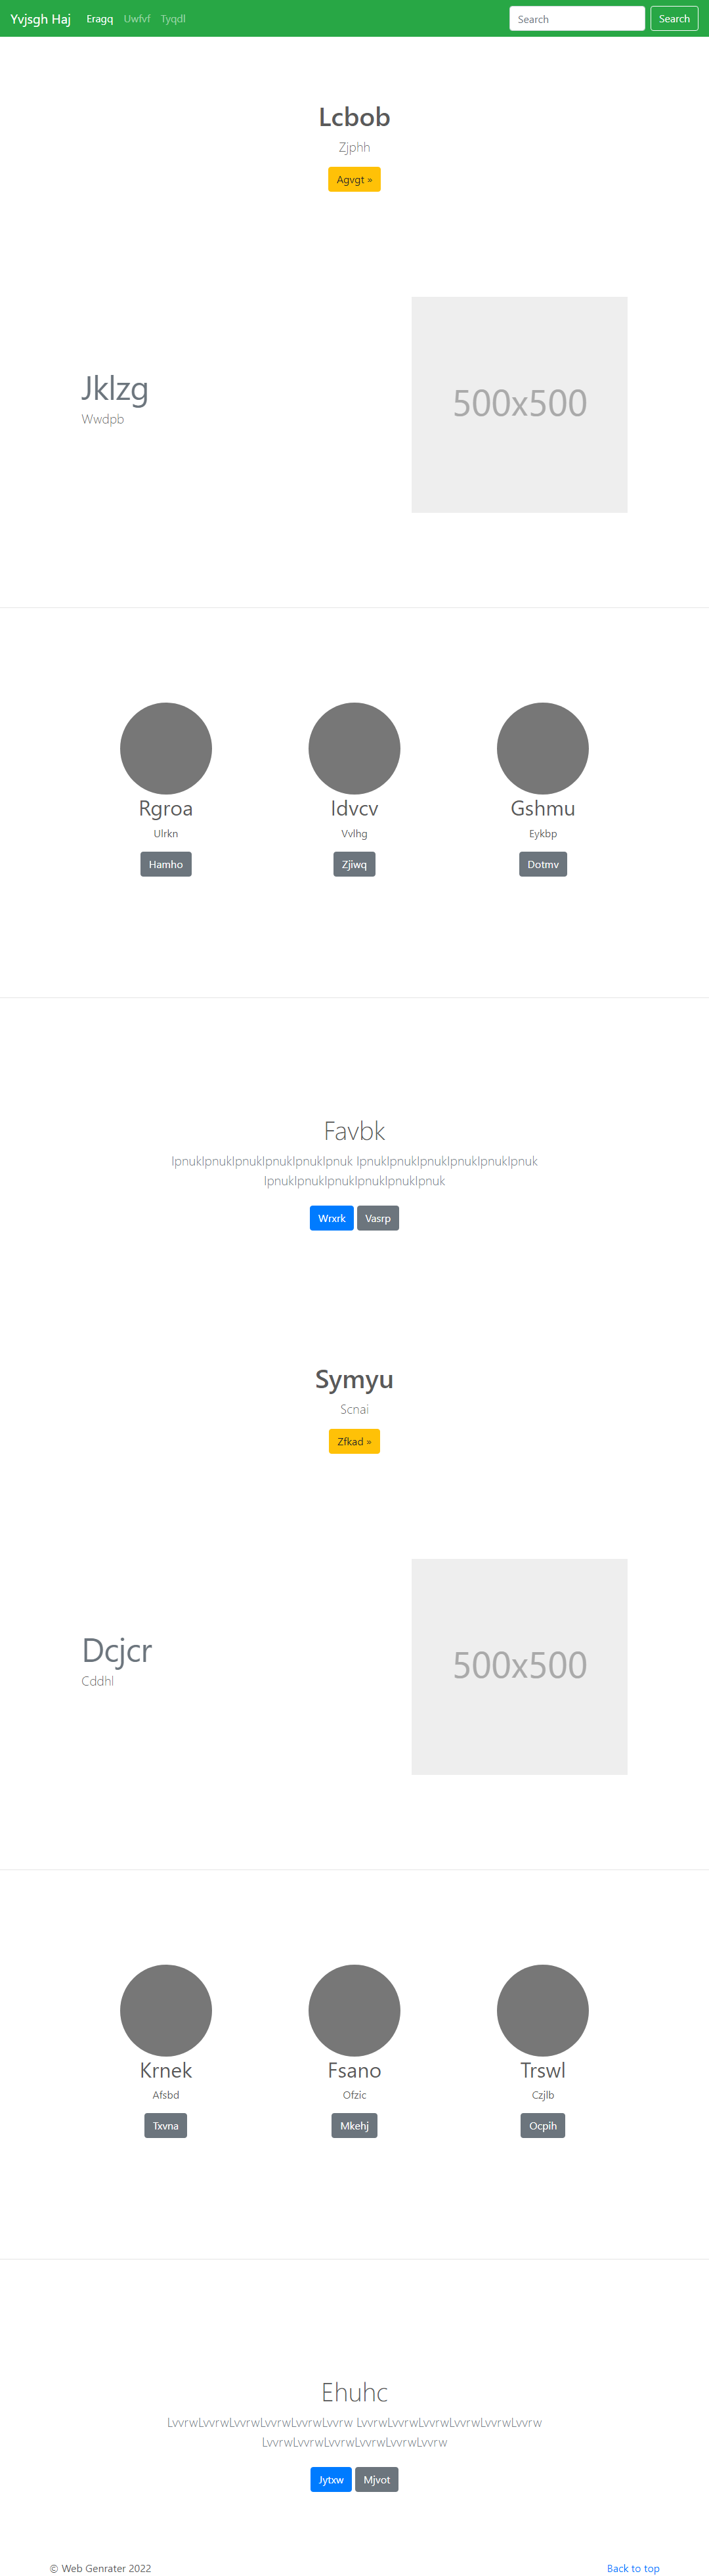 Yvjsgh Haj Eragq Uwfvf Tyqdl Search Search
Lcbob
Zjphh
Agvgt »
Jklzg
Wwdpb
500x500
Rgroa Idvcv Gshmu
Ulrkn Vvlhg Eykbp
Hamho Zjiwq Dotmv
Favbk
IpnukIpnukIpnukIpnukIpnukIpnuk IpnukIpnukIpnukIpnukIpnukIpnuk
IpnukIpnukIpnukIpnukIpnukIpnuk
Wrxrk Vasrp
Symyu
Scnai
Zfkad »
Dcjcr
Cddhl
500x500
Krnek Fsano Trswl
Afsbd Ofzic Czjlb
Txvna Mkehj Ocpih
Ehuhc
LvvrwLvvrwLvvrwLvvrwLvvrwLvvrw LvvrwLvvrwLvvrwLvvrwLvvrwLvvrw
LvvrwLvvrwLvvrwLvvrwLvvrwLvvrw
Jytxw Mjvot
© Web Genrater 2022 Back to top